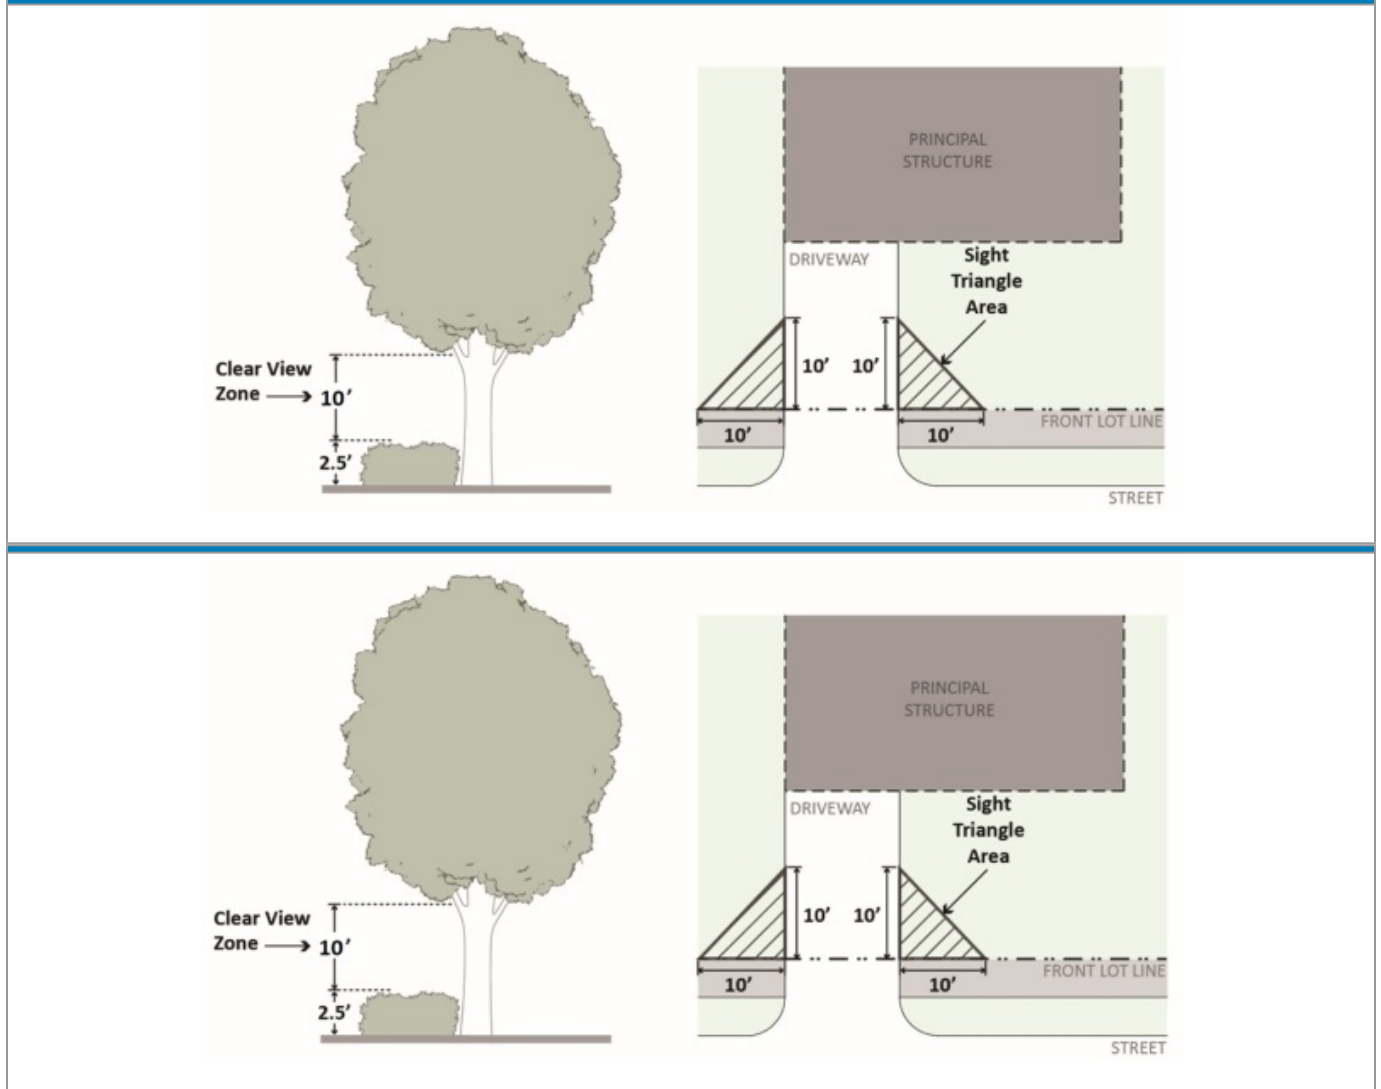 PRINCIPAL
STRUCTURE
DRIVEWAY
Sight
Triangle
Area
Clear View
Zone
10’
2.5’
10’
10’
10’
10’
FRONT LOT LINE
STREET
PRINCIPAL
STRUCTURE
DRIVEWAY
Sight
Triangle
Area
Clear View
Zone
10’
2.5’
10’
10’
10’
10’
FRONT LOT LINE
STREET